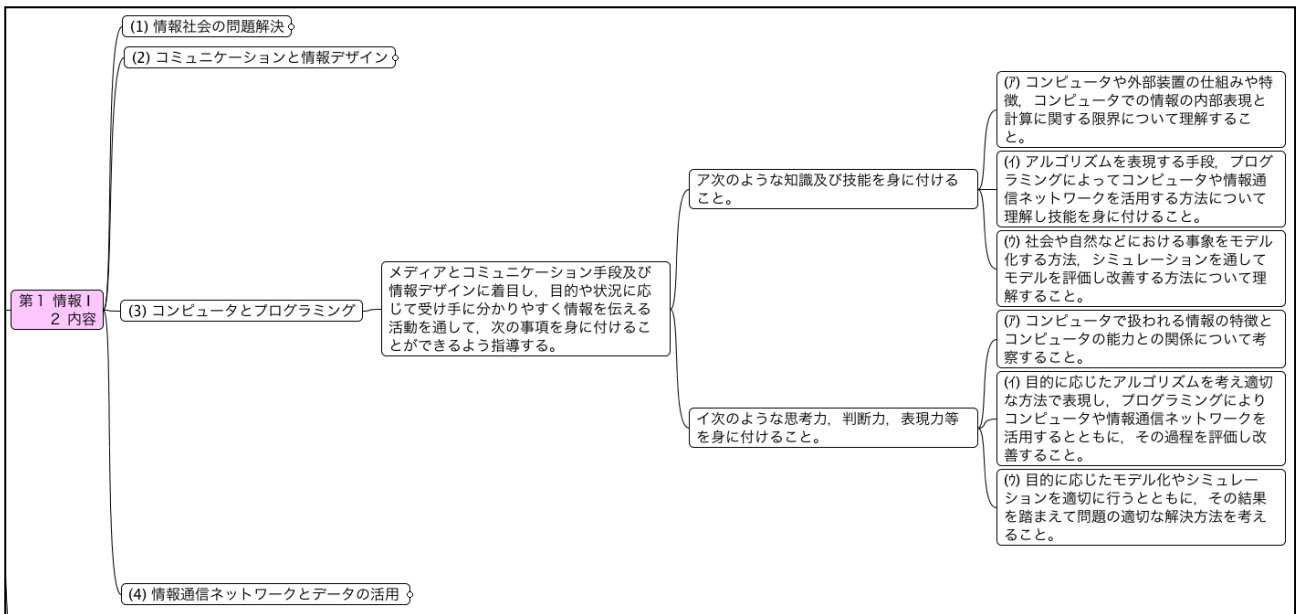 第1 情報Ⅰ
2 内容
(1) 情報社会の問題解決
(2) コミュニケーションと情報デザイン
(3) コンピュータとプログラミング
メディアとコミュニケーション手段及び
情報デザインに着目し，目的や状況に応
じて受け手に分かりやすく情報を伝える
活動を通して，次の事項を身に付けるこ
とができるよう指導する。
ア次のような知識及び技能を身に付ける
こと。
(ｱ) コンピュータや外部装置の仕組みや特
徴，コンピュータでの情報の内部表現と
計算に関する限界について理解するこ
と。
(ｲ) アルゴリズムを表現する手段，プログ
ラミングによってコンピュータや情報通
信ネットワークを活用する方法について
理解し技能を身に付けること。
(ｳ) 社会や自然などにおける事象をモデル
化する方法，シミュレーションを通して
モデルを評価し改善する方法について理
解すること。
イ次のような思考力，判断力，表現力等
を身に付けること。
(ｱ) コンピュータで扱われる情報の特徴と
コンピュータの能力との関係について考
察すること。
(ｲ) 目的に応じたアルゴリズムを考え適切
な方法で表現し，プログラミングにより
コンピュータや情報通信ネットワークを
活用するとともに，その過程を評価し改
善すること。
(ｳ) 目的に応じたモデル化やシミュレー
ションを適切に行うとともに，その結果
を踏まえて問題の適切な解決方法を考え
ること。
(4) 情報通信ネットワークとデータの活用